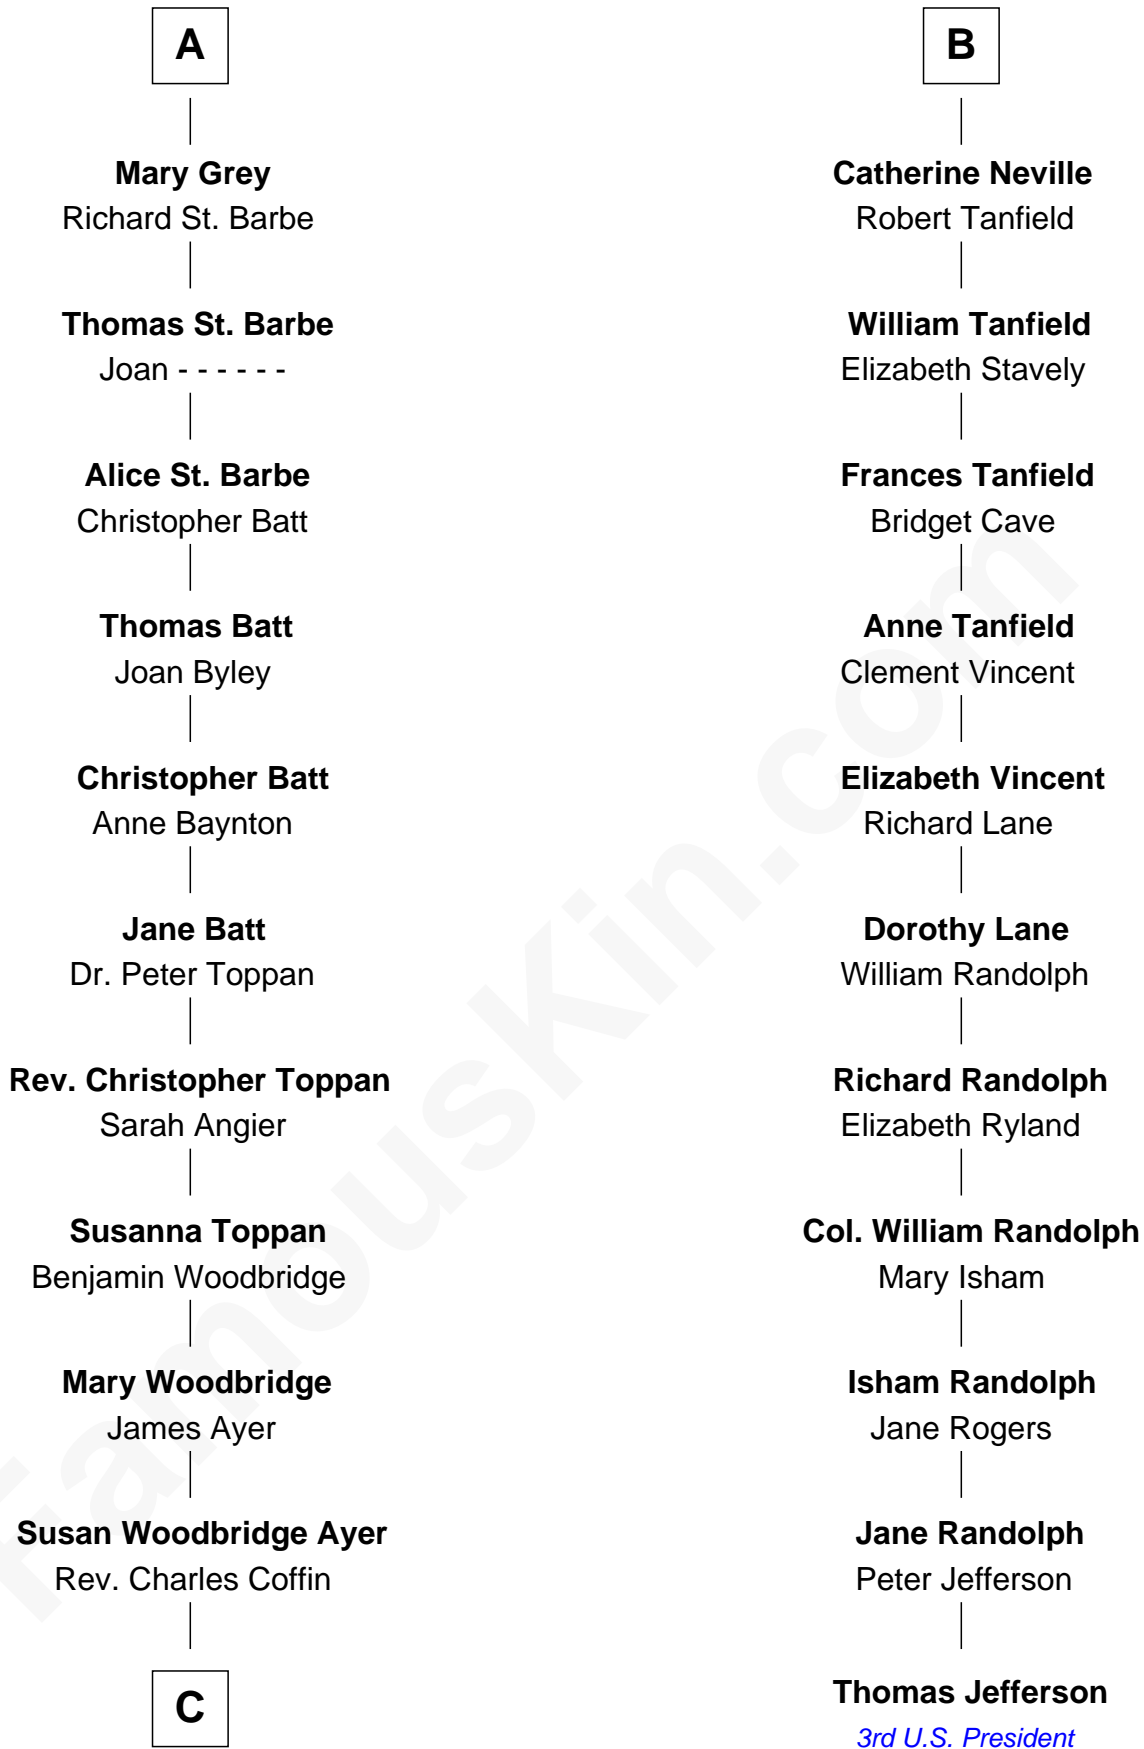 A
Mary Grey
Richard St. Barbe
Thomas St. Barbe
Joan - - - - - -
Alice St. Barbe
Christopher Batt
Thomas Batt
Joan Byley
Christopher Batt
Anne Baynton
Jane Batt
Dr. Peter Toppan
Rev. Christopher Toppan
Sarah Angier
Susanna Toppan
Benjamin Woodbridge
Mary Woodbridge
James Ayer
Susan Woodbridge Ayer
Rev. Charles Coffin
C
B
Catherine Neville
Robert Tanfield
William Tanfield
Elizabeth Stavely
Frances Tanfield
Bridget Cave
Anne Tanfield
Clement Vincent
Elizabeth Vincent
Richard Lane
Dorothy Lane
William Randolph
Richard Randolph
Elizabeth Ryland
Col. William Randolph
Mary Isham
Isham Randolph
Jane Rogers
Jane Randolph
Peter Jefferson
Thomas Jefferson
3rd U.S. President
FamousKin.com